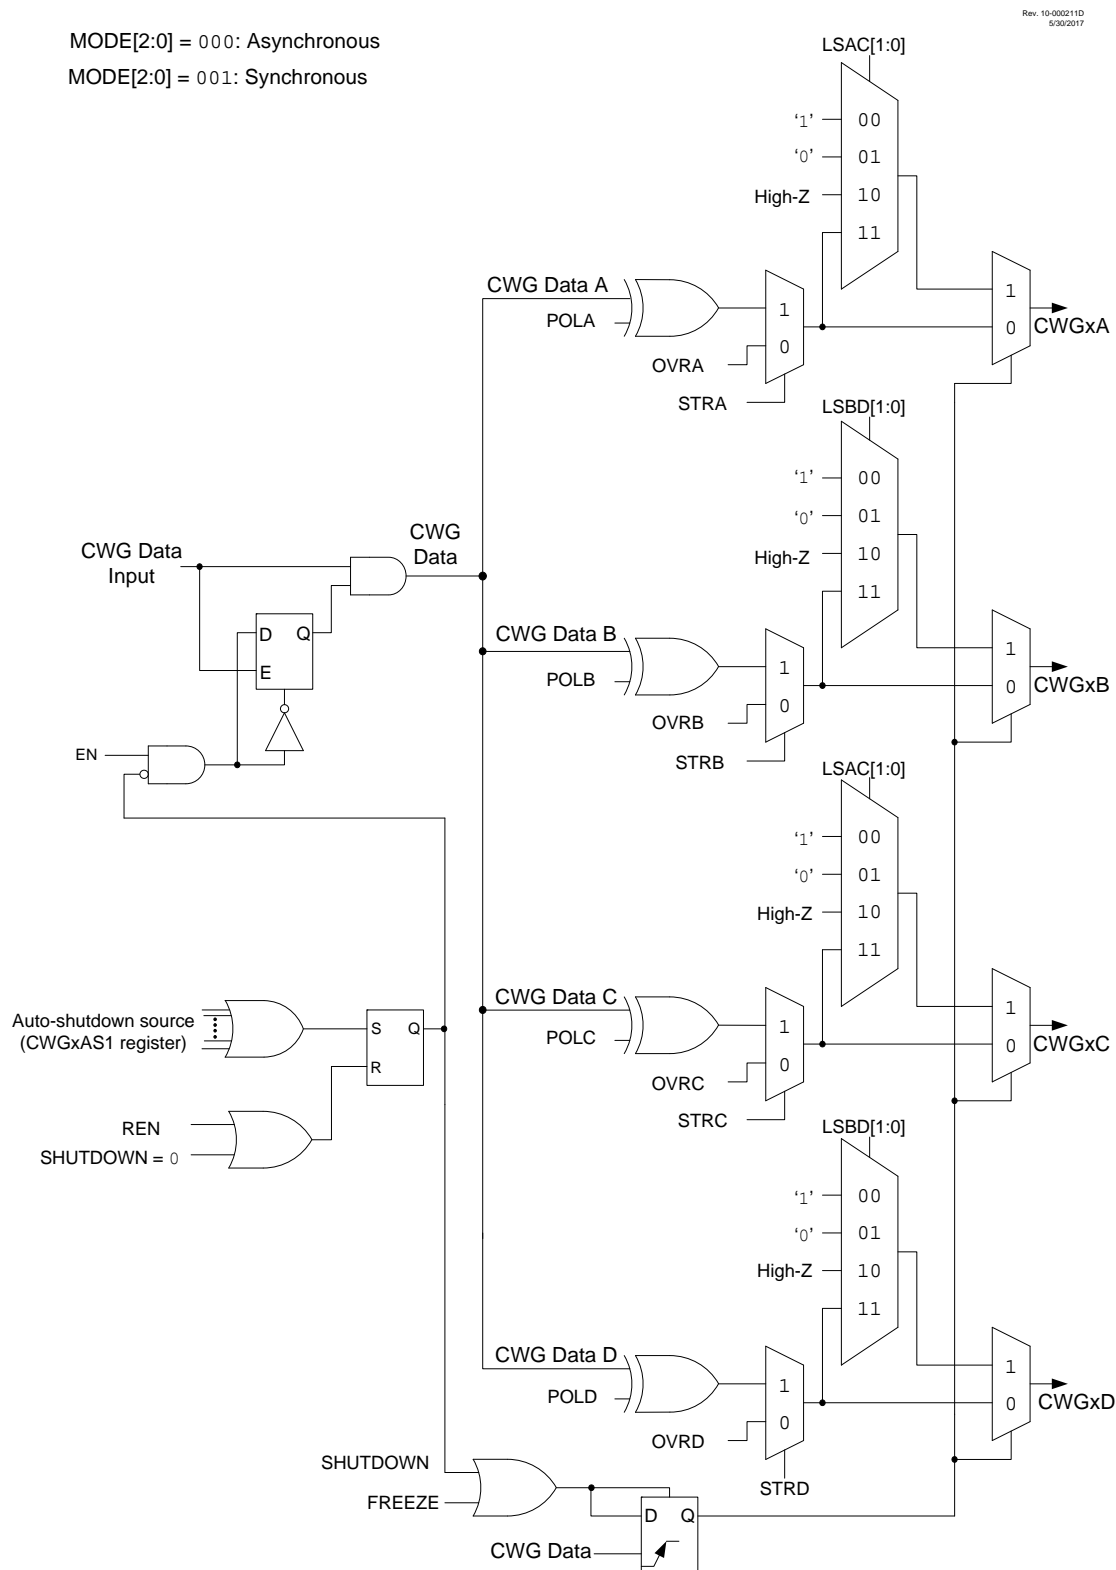 Rev. 10-000211D
5/30/2017
MODE[2:0] = 000: Asynchronous
MODE[2:0] = 001: Synchronous
LSAC[1:0]
'1' 00
'0' 01
High-Z 10
11
CWG Data A
POLA
1
0
OVRA
STRA
1
0
CWGxA
LSBD[1:0]
'1' 00
'0' 01
High-Z 10
11
CWG Data
Input
CWG
Data
D Q
E
EN
CWG Data B
POLB
1
0
OVRB
STRB
1
0
CWGxB
LSAC[1:0]
'1' 00
'0' 01
High-Z 10
11
CWG Data C
POLC
1
0
OVRC
STRC
1
0
CWGxC
Auto-shutdown source
(CWGxAS1 register)
S Q
R
REN
SHUTDOWN = 0
LSBD[1:0]
'1' 00
'0' 01
High-Z 10
11
CWG Data D
POLD
1
0
OVRD
STRD
1
0
CWGxD
SHUTDOWN
FREEZE
D Q
CWG Data